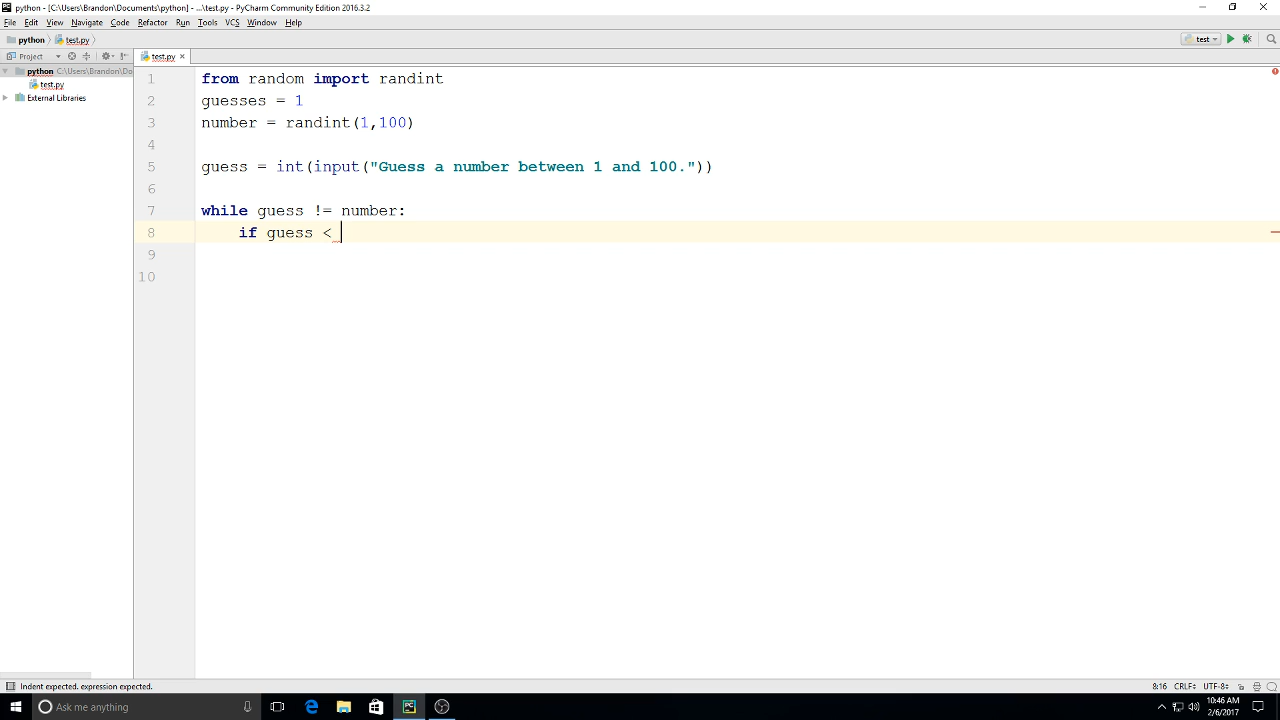 python - [C:\Users\Brandon\Documents\python] - ...\test.py - PyCharm Community Edition 2016.3.2
File Edit View Navigate Code Refactor Run Tools VCS Window Help
python test.py test
Project test.py
python C:\Users\Brandon\Do
test.py
External Libraries
1 from random import randint
2 guesses = 1
3 number = randint(1,100)
4
5 guess = int(input("Guess a number between 1 and 100."))
6
7 while guess != number:
8 if guess <
9
10
Indent expected. expression expected. 8:16 CRLF÷ UTF-8÷
Ask me anything PC 10:46 AM
2/6/2017